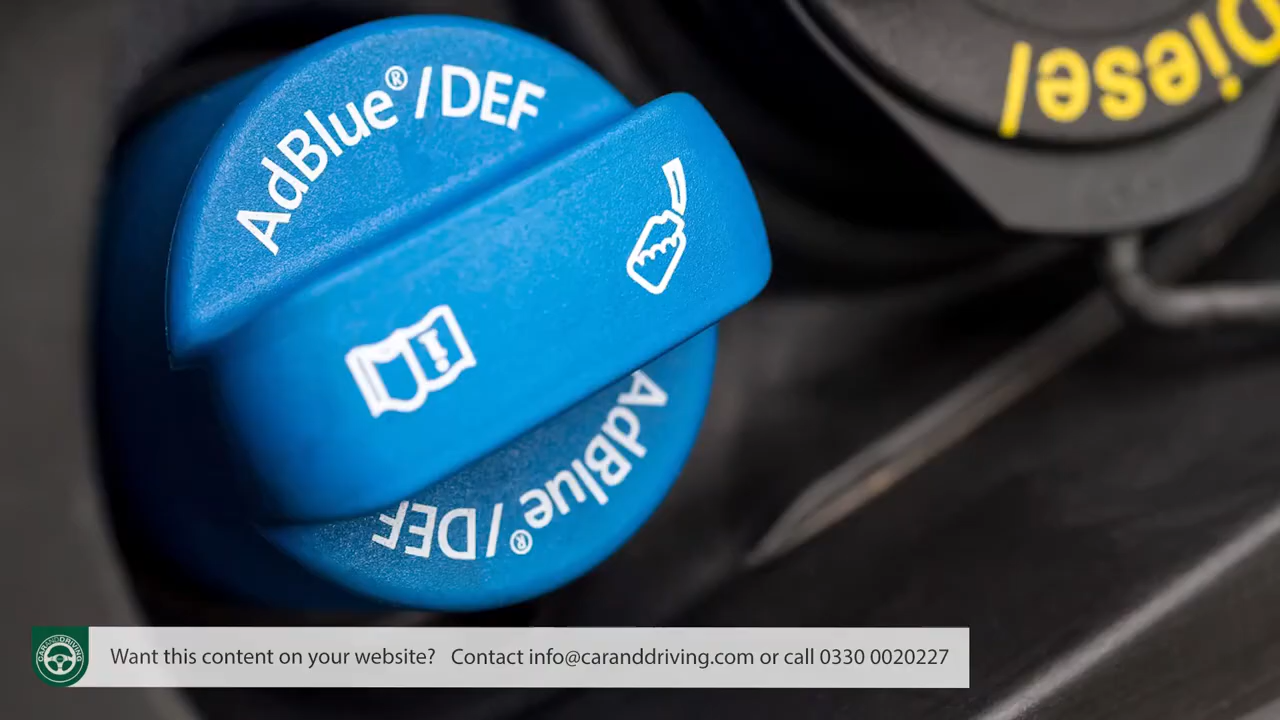 AdBlue®/DEF
Diesel
AdBlue®/DEF
CARANDDRIVING
Want this content on your website? Contact info@caranddriving.com or call 0330 0020227